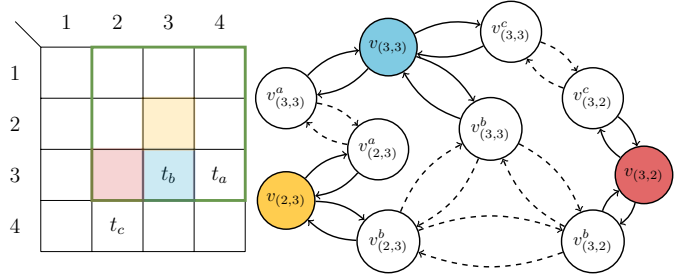 1 2 3 4
1
2
3 t_b t_a
4 t_c
v_{(3,3)}
v^c_{(3,3)}
v^a_{(3,3)}
v^c_{(3,2)}
v^b_{(3,3)}
v^a_{(2,3)}
v_{(3,2)}
v_{(2,3)}
v^b_{(2,3)}
v^b_{(3,2)}